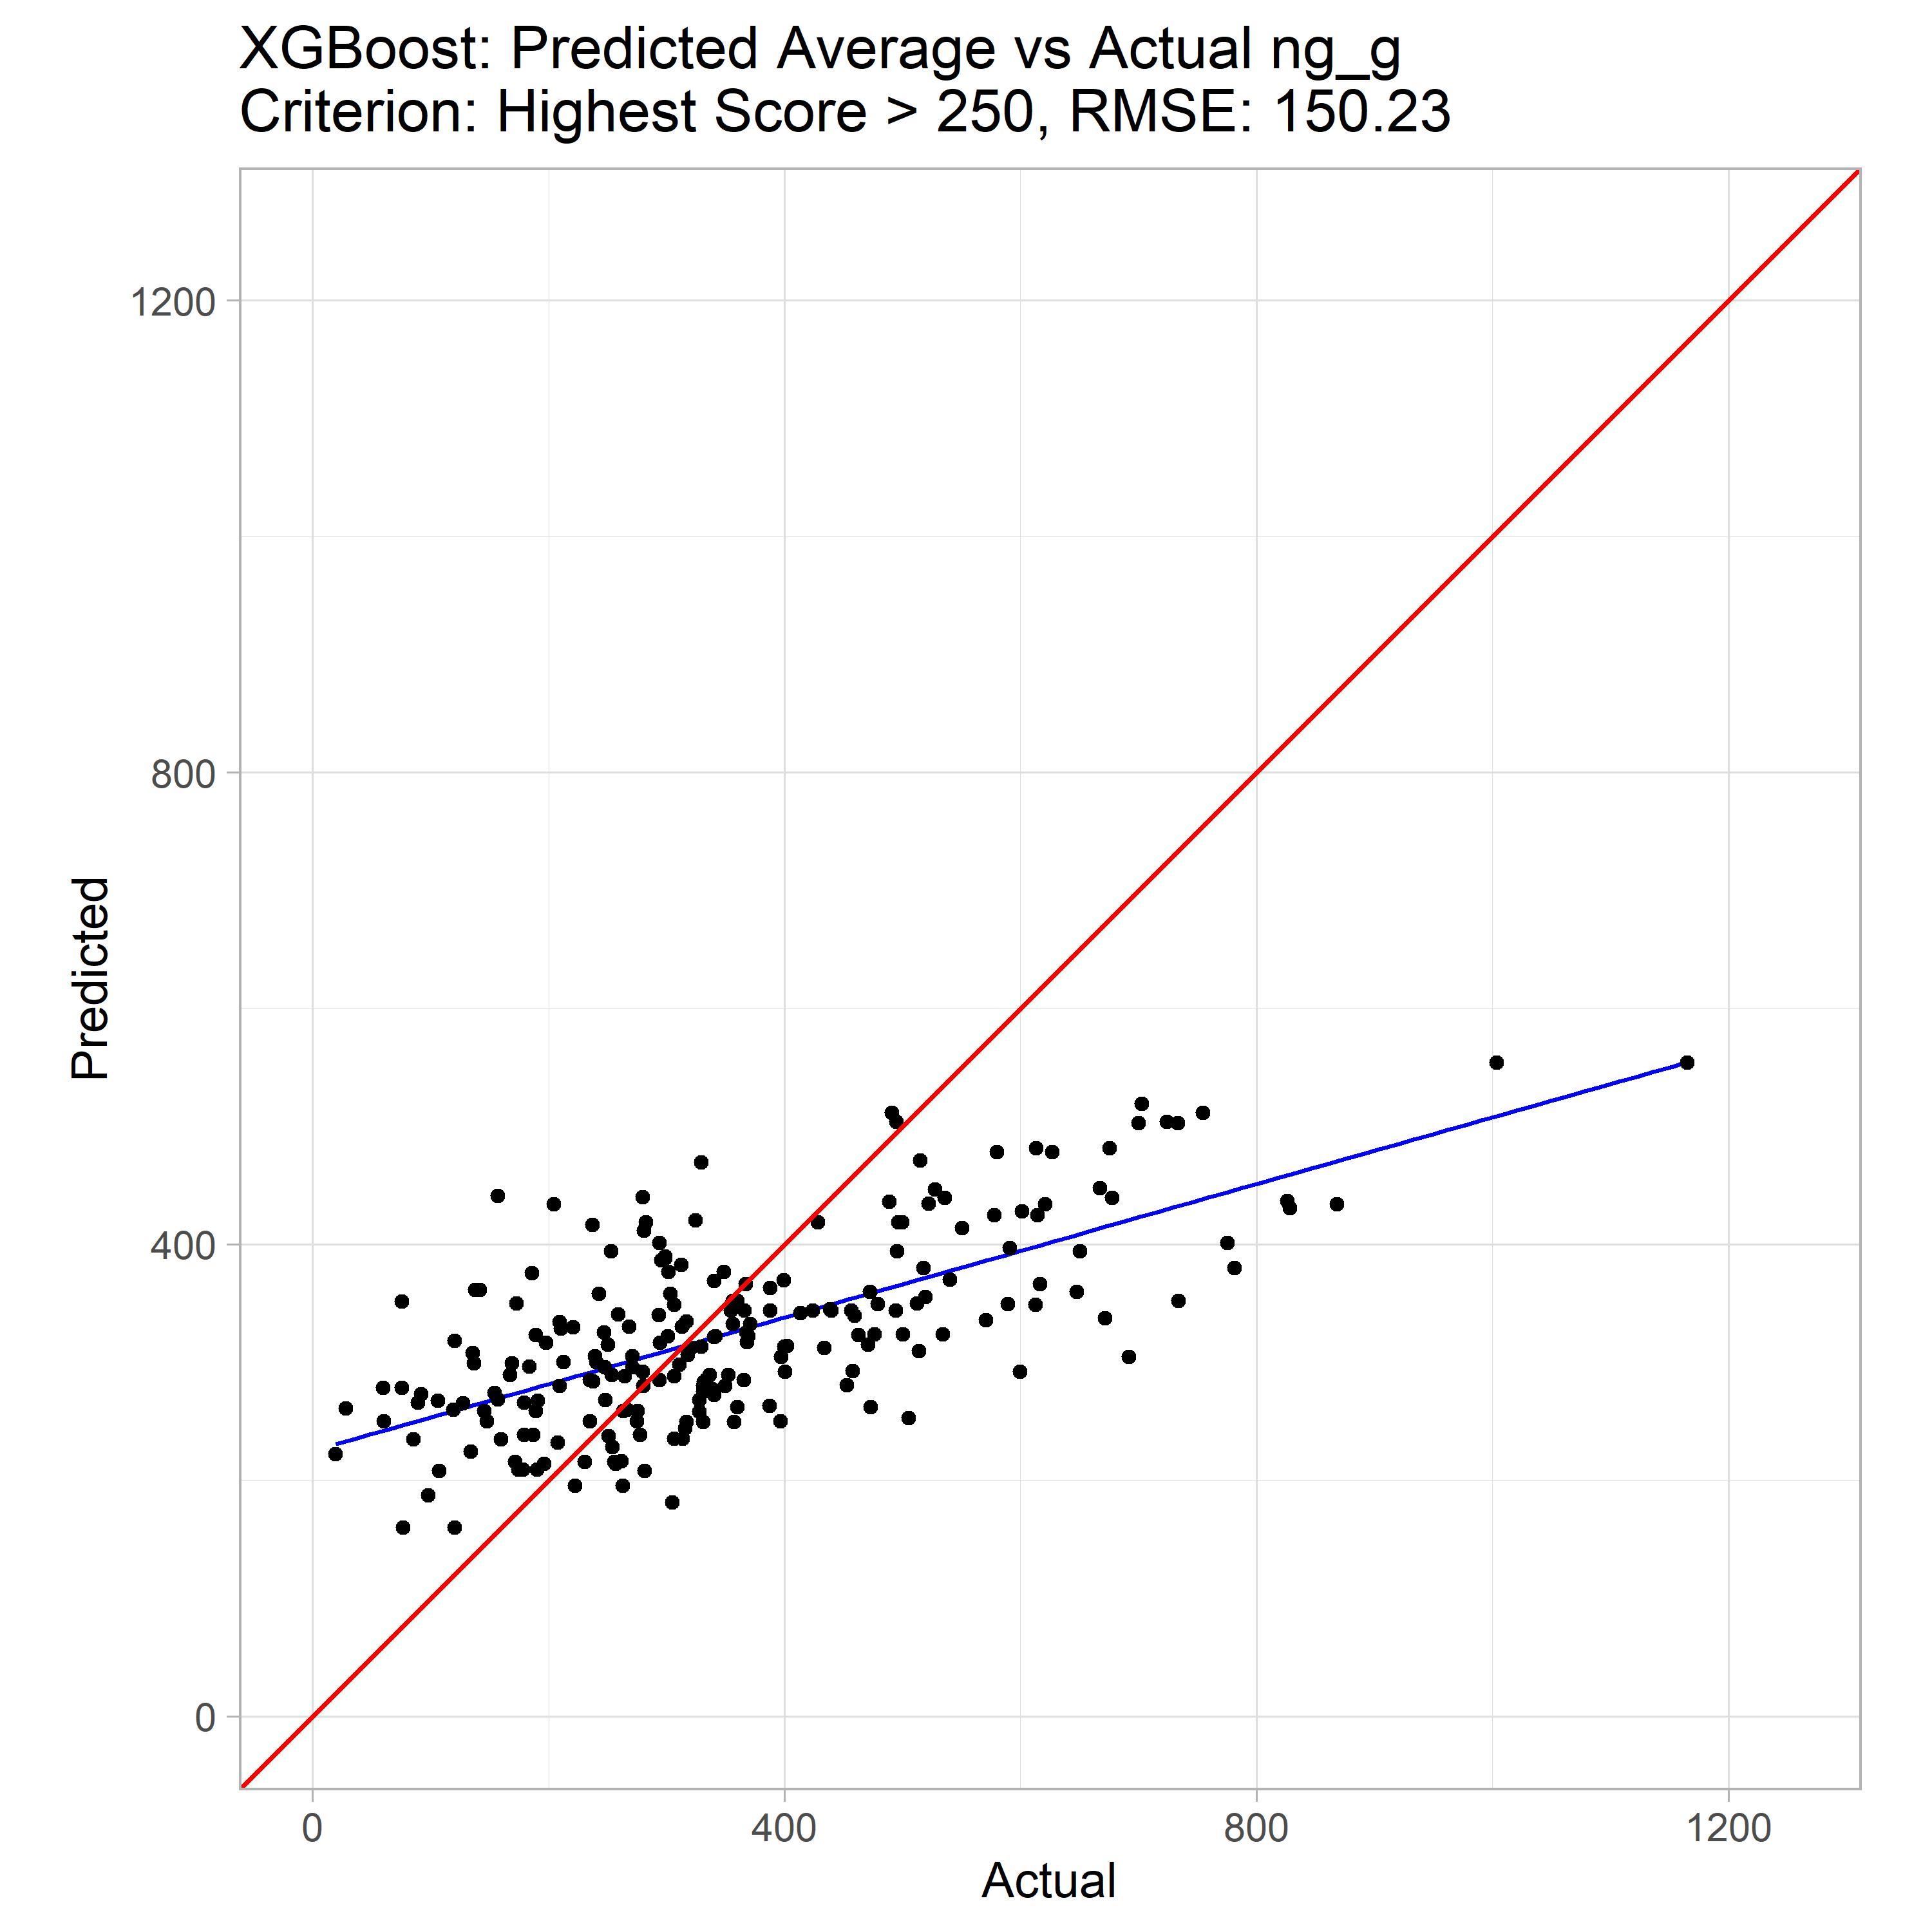 XGBoost: Predicted Average vs Actual ng_g
Criterion: Highest Score > 250, RMSE: 150.23
1200
800
400
0
Predicted
0 400 800 1200
Actual